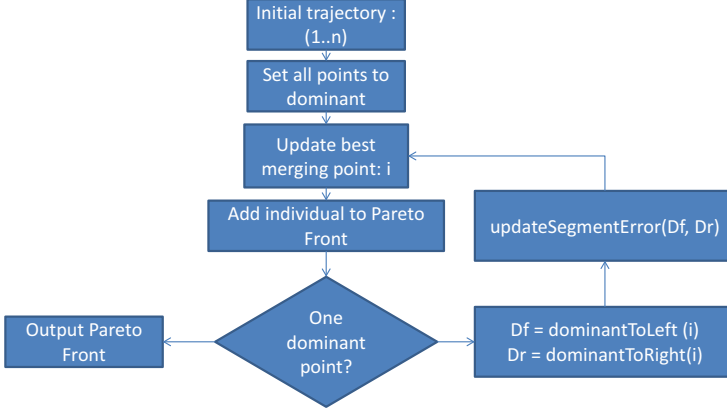 Initial trajectory :
(1..n)
Set all points to
dominant
Update best
merging point: i
Add individual to Pareto
Front
updateSegmentError(Df, Dr)
One
dominant
point?
Output Pareto
Front
Df = dominantToLeft (i)
Dr = dominantToRight(i)